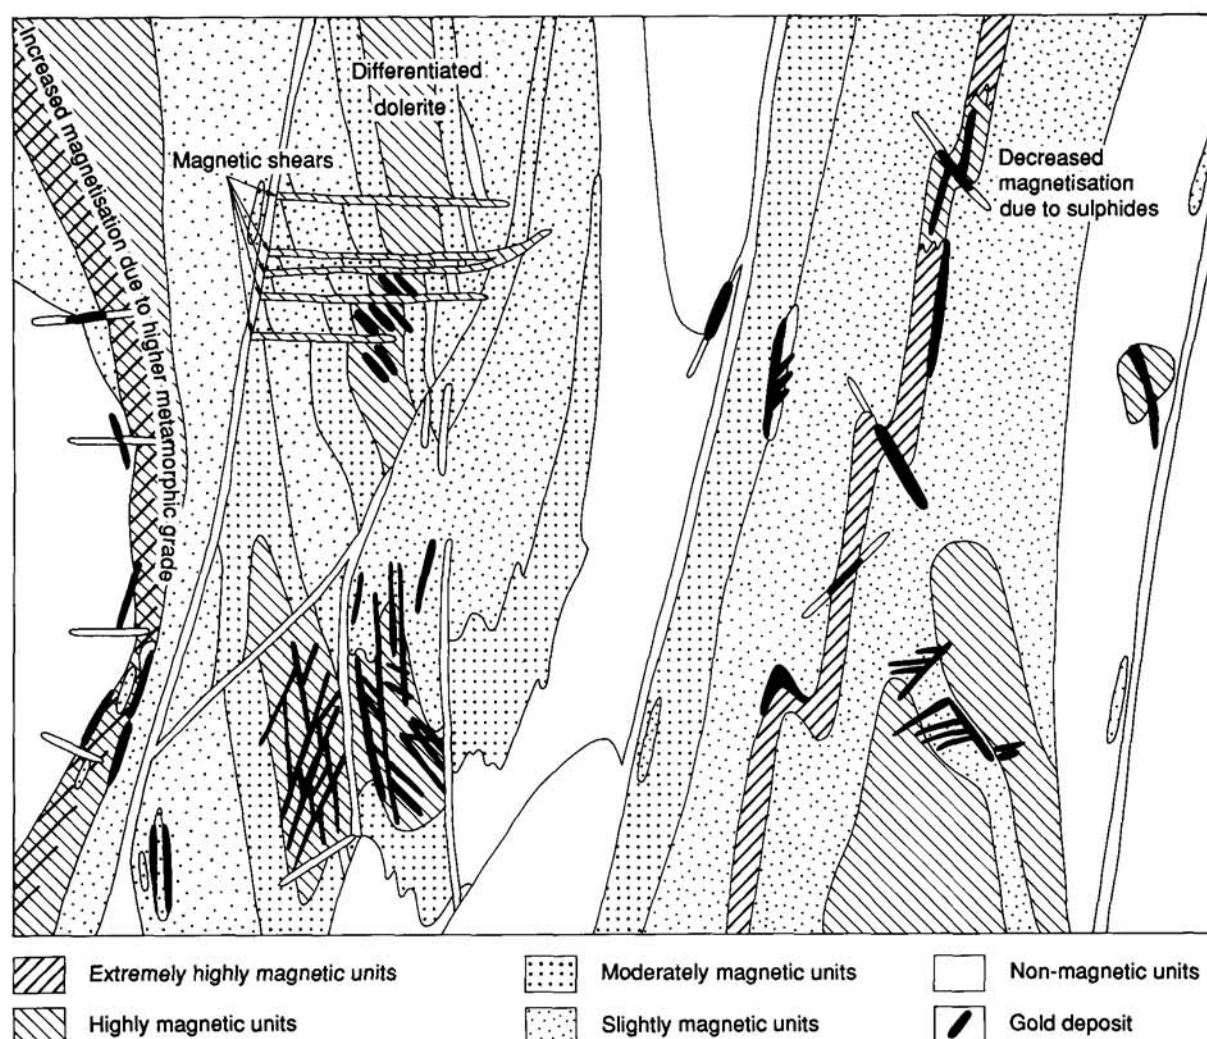 Increased magnetisation due to higher metamorphic grade
Differentiated
dolerite
Magnetic shears
Decreased
magnetisation
due to sulphides
Extremely highly magnetic units
Moderately magnetic units
Non-magnetic units
Highly magnetic units
Slightly magnetic units
Gold deposit